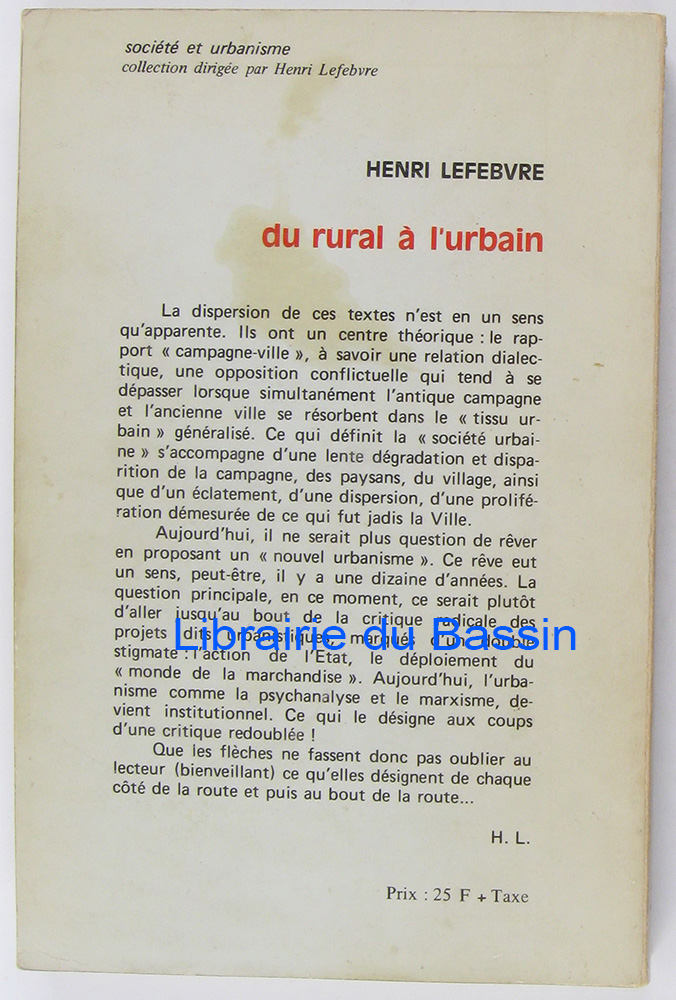 société et urbanisme
collection dirigée par Henri Lefebvre
HENRI LEFEBVRE
du rural à l'urbain
La dispersion de ces textes n'est en un sens
qu'apparente. Ils ont un centre théorique : le rap-
port « campagne-ville », à savoir une relation dialec-
tique, une opposition conflictuelle qui tend à se
dépasser lorsque simultanément l'antique campagne
et l'ancienne ville se résorbent dans le « tissu ur-
bain » généralisé. Ce qui définit la « société urbai-
ne » s'accompagne d'une lente dégradation et dispa-
rition de la campagne, des paysans, du village, ainsi
que d'un éclatement, d'une dispersion, d'une prolifé-
ration démesurée de ce qui fut jadis la Ville.
Aujourd'hui, il ne serait plus question de rêver
en proposant un « nouvel urbanisme ». Ce rêve eut
un sens, peut-être, il y a une dizaine d'années. La
question principale, en ce moment, ce serait plutôt
d'aller jusqu'au bout de la critique radicale des
projets dits urbanistiques, marqués d'un double
Librairie du Bassin
stigmate : l'action de l'Etat, le déploiement du
« monde de la marchandise ». Aujourd'hui, l'urba-
nisme comme la psychanalyse et le marxisme, de-
vient institutionnel. Ce qui le désigne aux coups
d'une critique redoublée !
Que les flèches ne fassent donc pas oublier au
lecteur (bienveillant) ce qu'elles désignent de chaque
côté de la route et puis au bout de la route...
H. L.
Prix : 25 F + Taxe